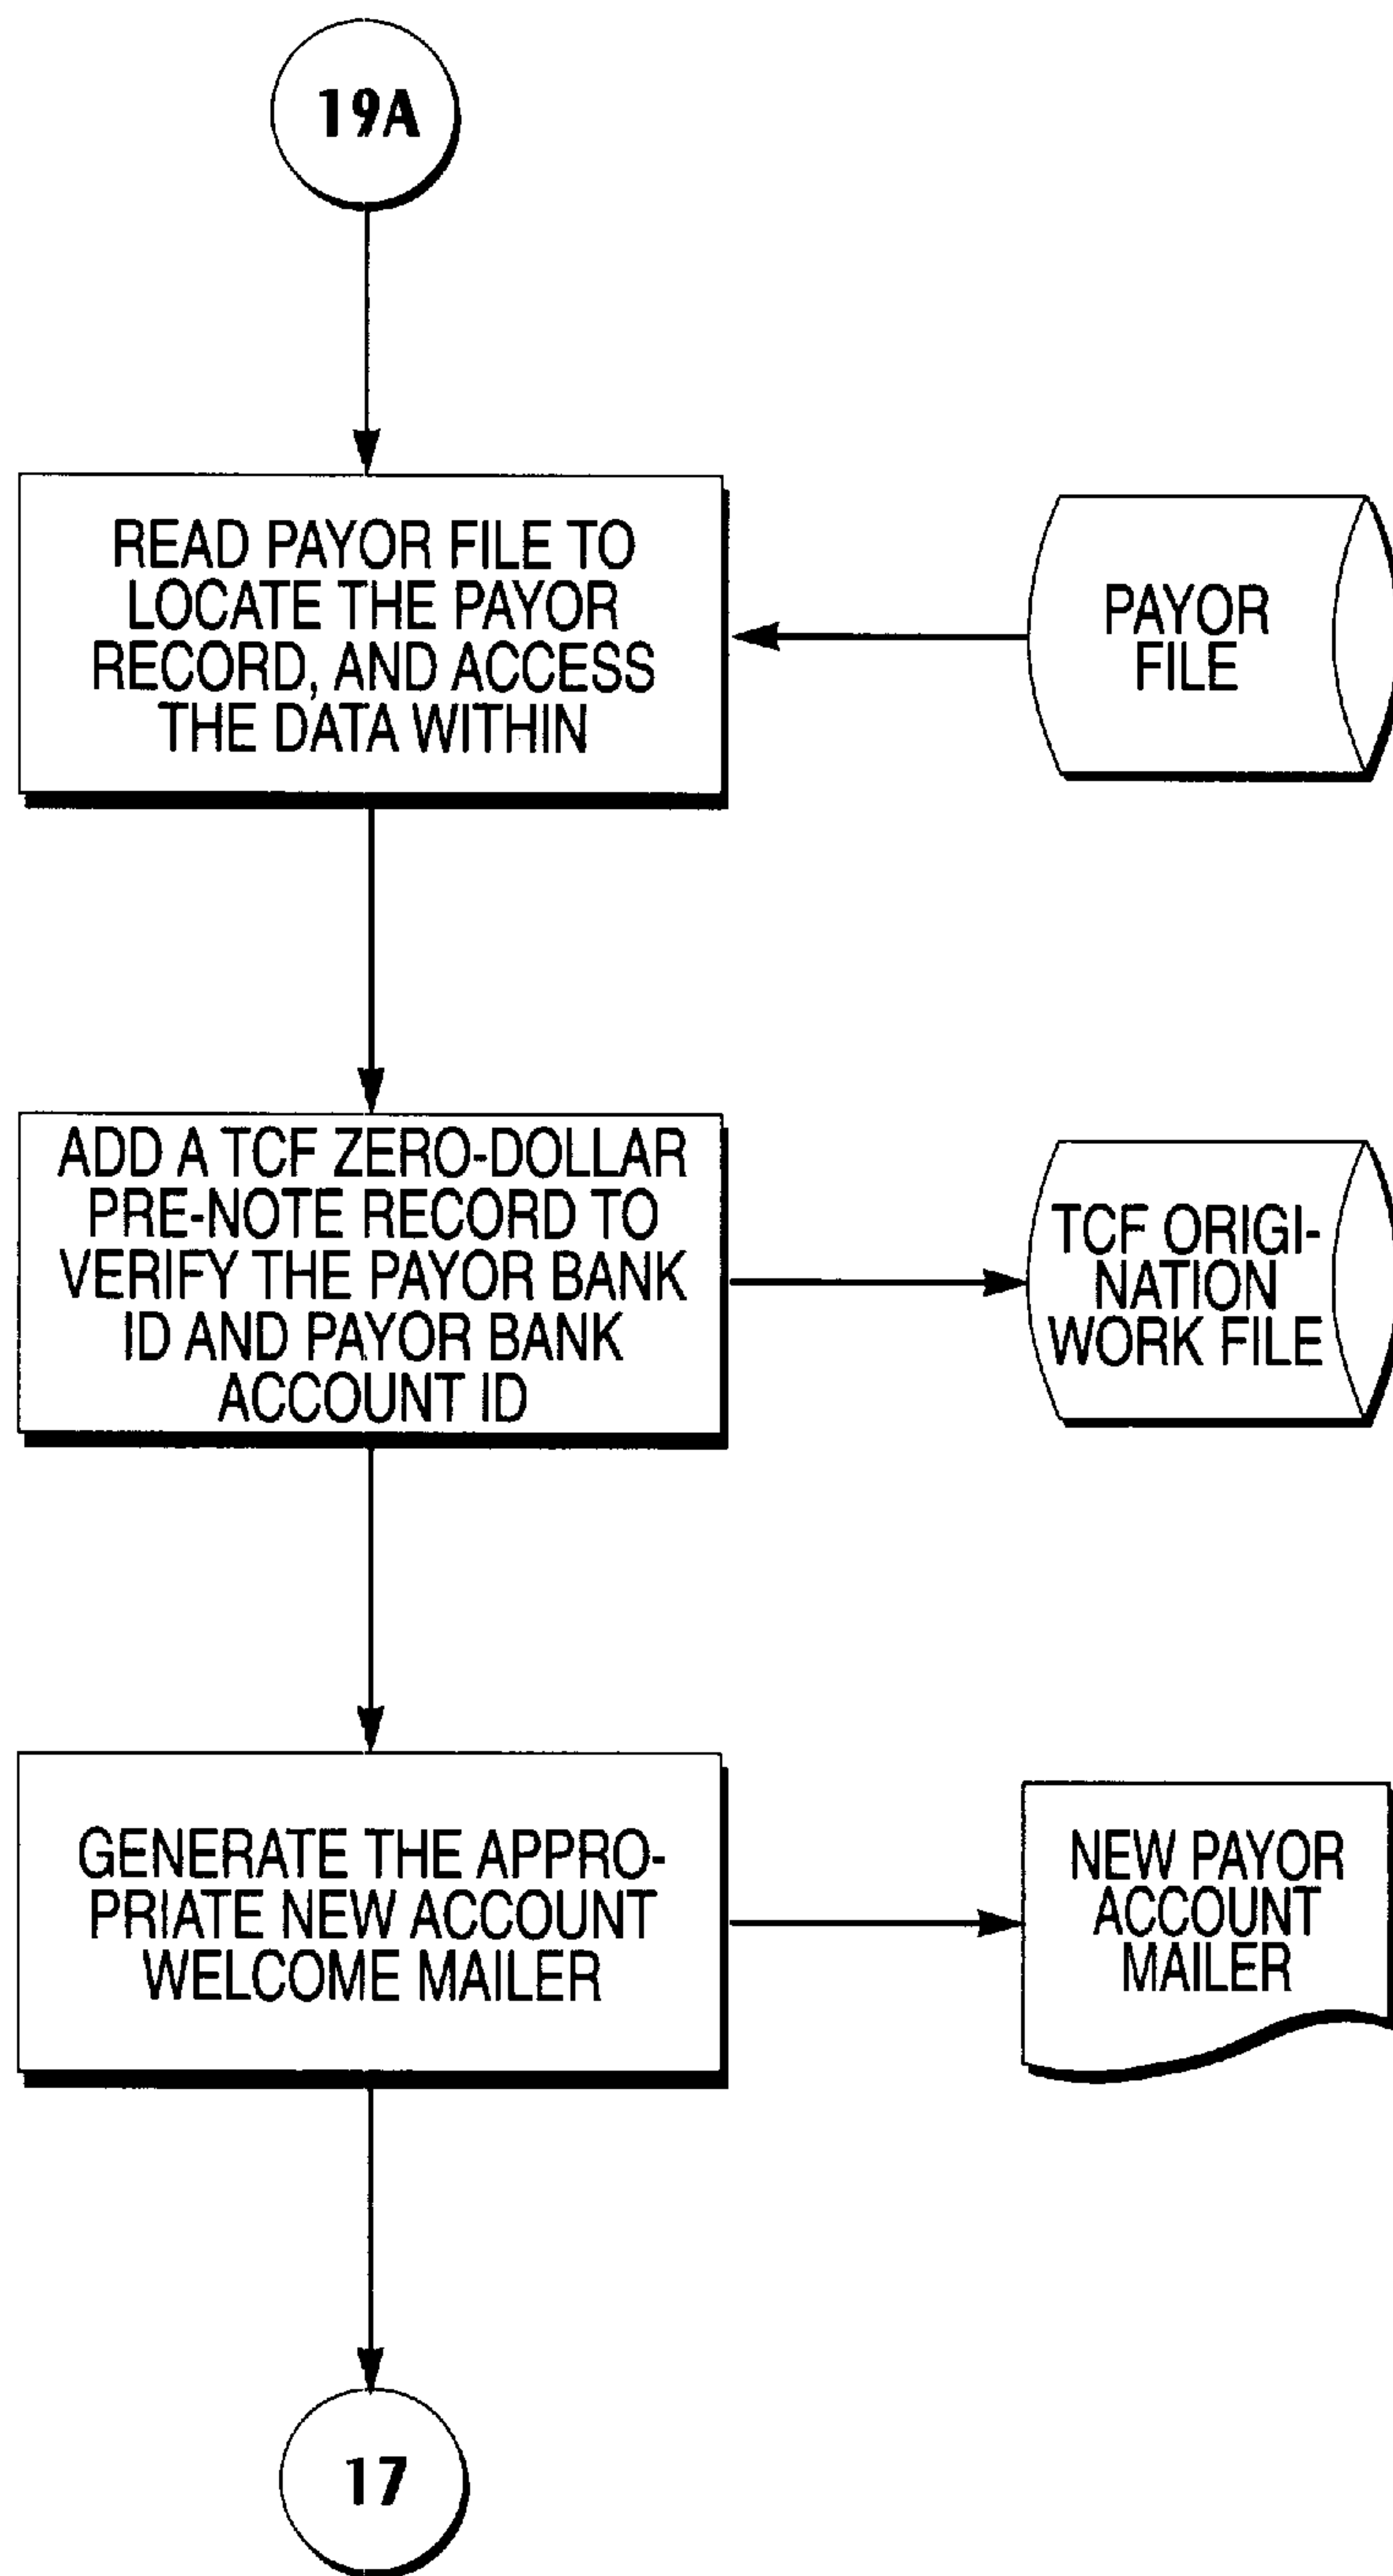 19A
READ PAYOR FILE TO
LOCATE THE PAYOR
RECORD, AND ACCESS
THE DATA WITHIN
PAYOR
FILE
ADD A TCF ZERO-DOLLAR
PRE-NOTE RECORD TO
VERIFY THE PAYOR BANK
ID AND PAYOR BANK
ACCOUNT ID
TCF ORIGI-
NATION
WORK FILE
GENERATE THE APPRO-
PRIATE NEW ACCOUNT
WELCOME MAILER
NEW PAYOR
ACCOUNT
MAILER
17